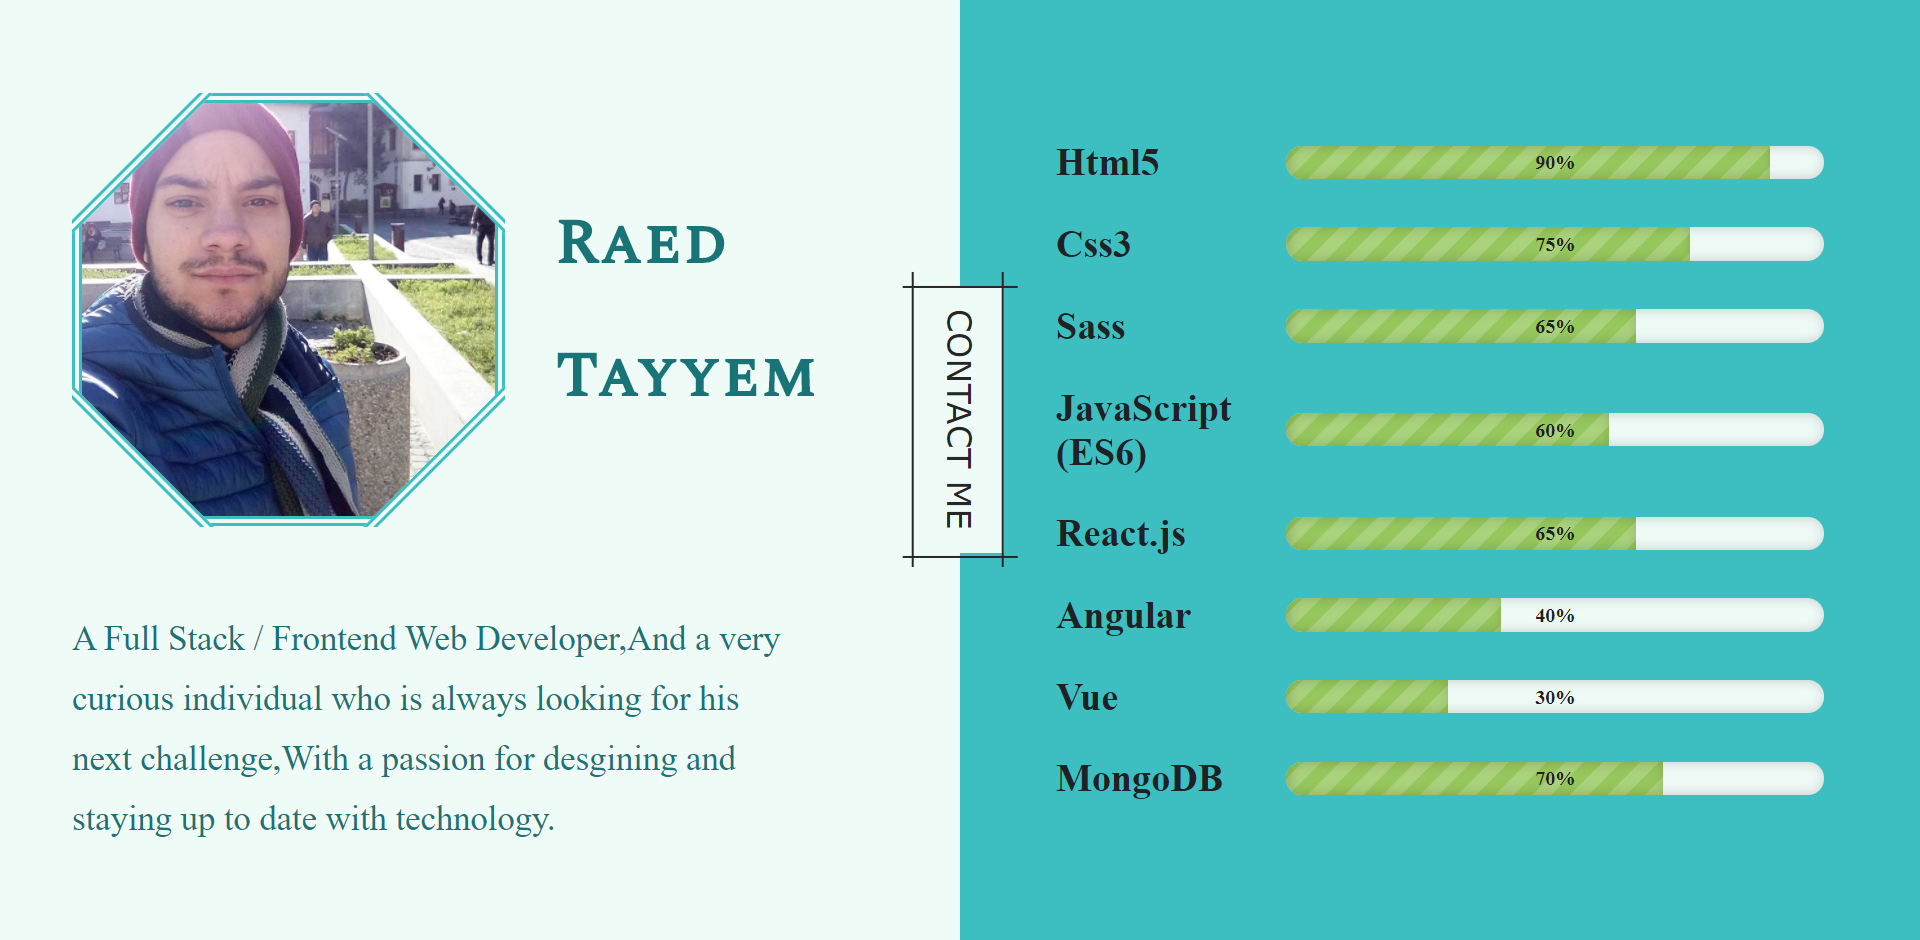 Raed
Tayyem
A Full Stack / Frontend Web Developer,And a very
curious individual who is always looking for his
next challenge,With a passion for desgining and
staying up to date with technology.
CONTACT ME
Html5 90%
Css3 75%
Sass 65%
JavaScript
(ES6) 60%
React.js 65%
Angular 40%
Vue 30%
MongoDB 70%